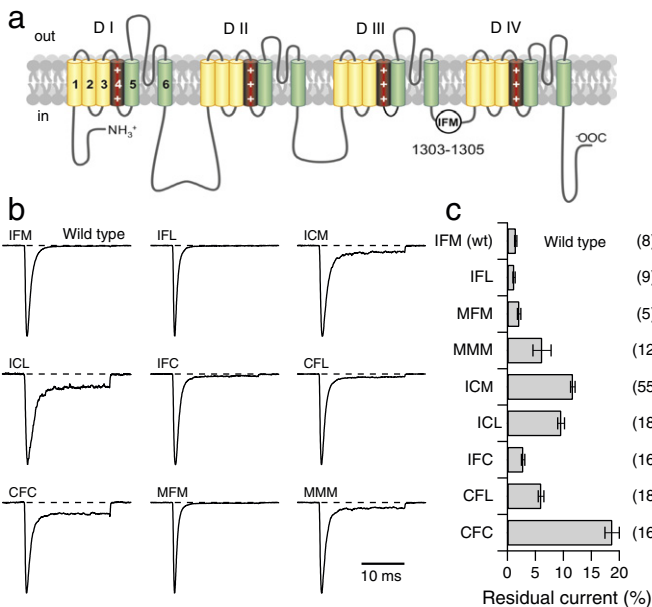 a
D I
D II
D III
D IV
out
in
1 2 3 4 5 6
+ + + +
+ + + +
+ + + +
+ + + +
NH₃⁺
IFM
1303-1305
⁻OOC
b
IFM Wild type
IFL
ICM
ICL
IFC
CFL
CFC
MFM
MMM
10 ms
c
Wild type
IFM (wt) (8)
IFL (9)
MFM (5)
MMM (12
ICM (55
ICL (18
IFC (16
CFL (18
CFC (16
0 5 10 15 20
Residual current (%)